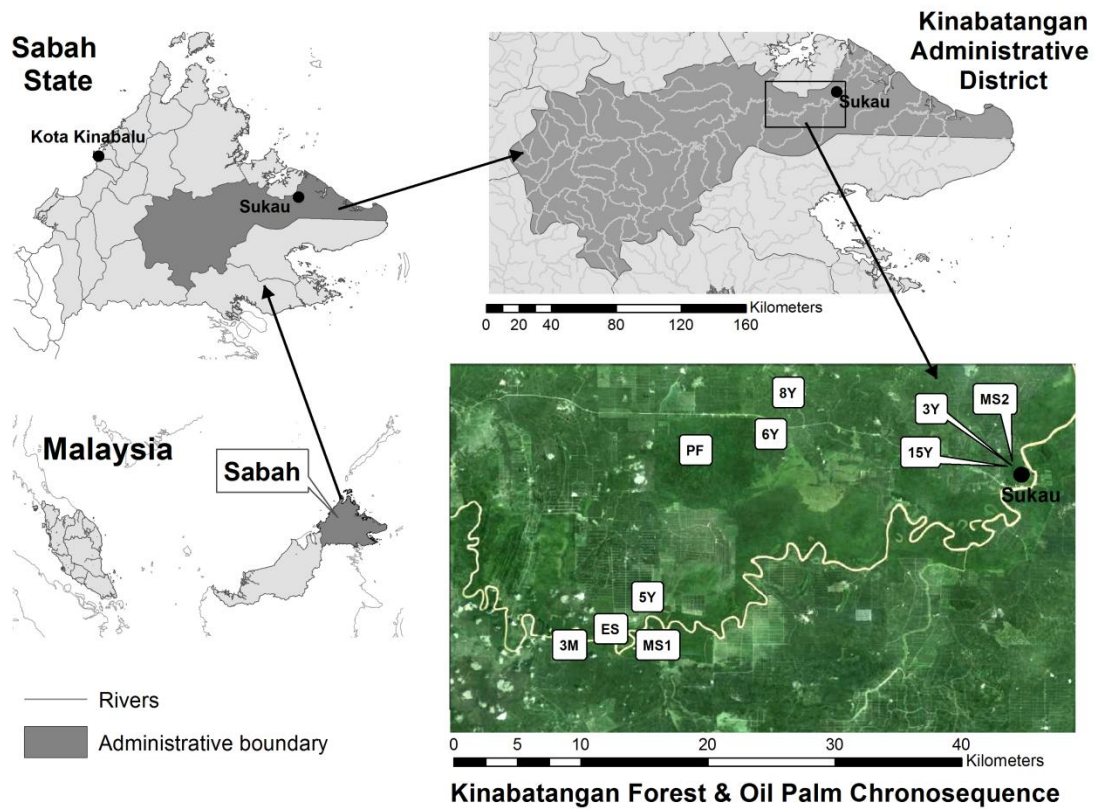 Sabah
State
Kota Kinabalu
Sukau
Kinabatangan
Administrative
District
Sukau
Kilometers
0 20 40 80 120 160
Malaysia
Sabah
Rivers
Administrative boundary
8Y
3Y
MS2
6Y
PF
15Y
Sukau
5Y
ES
3M
MS1
0 5 10 20 30 40
Kilometers
Kinabatangan Forest & Oil Palm Chronosequence